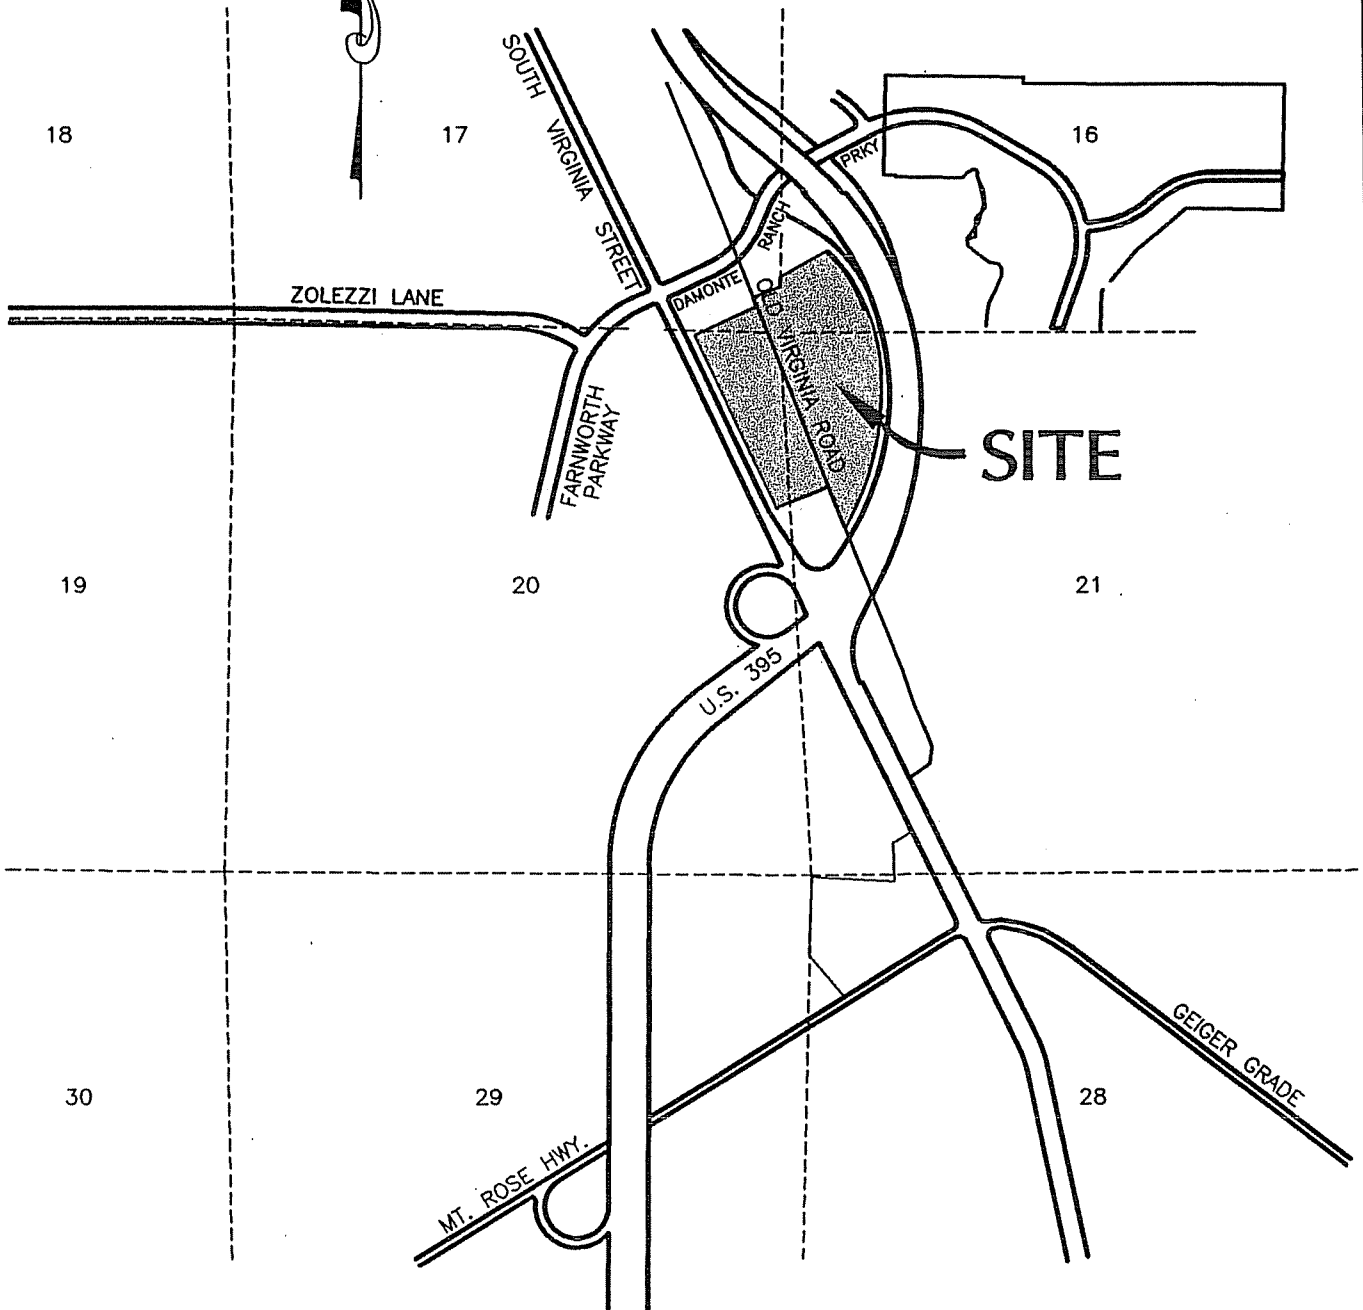 18
17
16
SOUTH VIRGINIA STREET
PRKY
RANCH
DAMONTE
ZOLEZZI LANE
OLD VIRGINIA ROAD
FARNWORTH
PARKWAY
SITE
19
20
21
U.S. 395
GEIGER GRADE
30
29
28
MT. ROSE HWY.